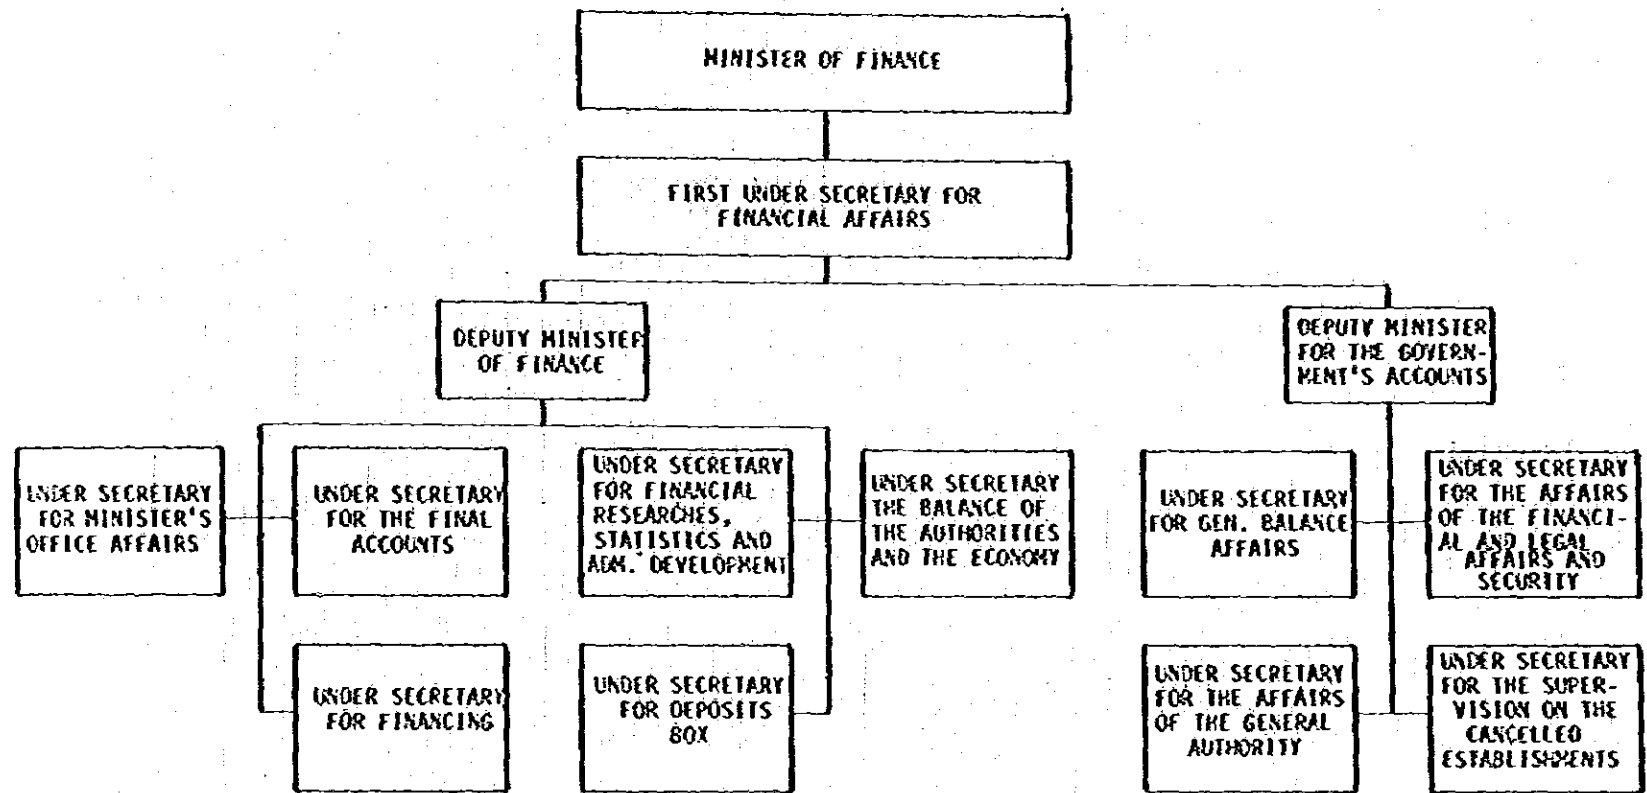 MINISTER OF FINANCE
FIRST UNDER SECRETARY FOR
FINANCIAL AFFAIRS
DEPUTY MINISTER
OF FINANCE
DEPUTY MINISTER
FOR THE GOVERN-
MENT'S ACCOUNTS
UNDER SECRETARY
FOR MINISTER'S
OFFICE AFFAIRS
UNDER SECRETARY
FOR THE FINAL
ACCOUNTS
UNDER SECRETARY
FOR FINANCIAL
RESEARCHES,
STATISTICS AND
ADM. DEVELOPMENT
UNDER SECRETARY
THE BALANCE OF
THE AUTHORITIES
AND THE ECONOMY
UNDER SECRETARY
FOR GEN. BALANCE
AFFAIRS
UNDER SECRETARY
FOR THE AFFAIRS
OF THE FINANCI-
AL AND LEGAL
AFFAIRS AND
SECURITY
UNDER SECRETARY
FOR FINANCING
UNDER SECRETARY
FOR DEPOSITS
BOX
UNDER SECRETARY
FOR THE AFFAIRS
OF THE GENERAL
AUTHORITY
UNDER SECRETARY
FOR THE SUPER-
VISION ON THE
CANCELLED
ESTABLISHMENTS